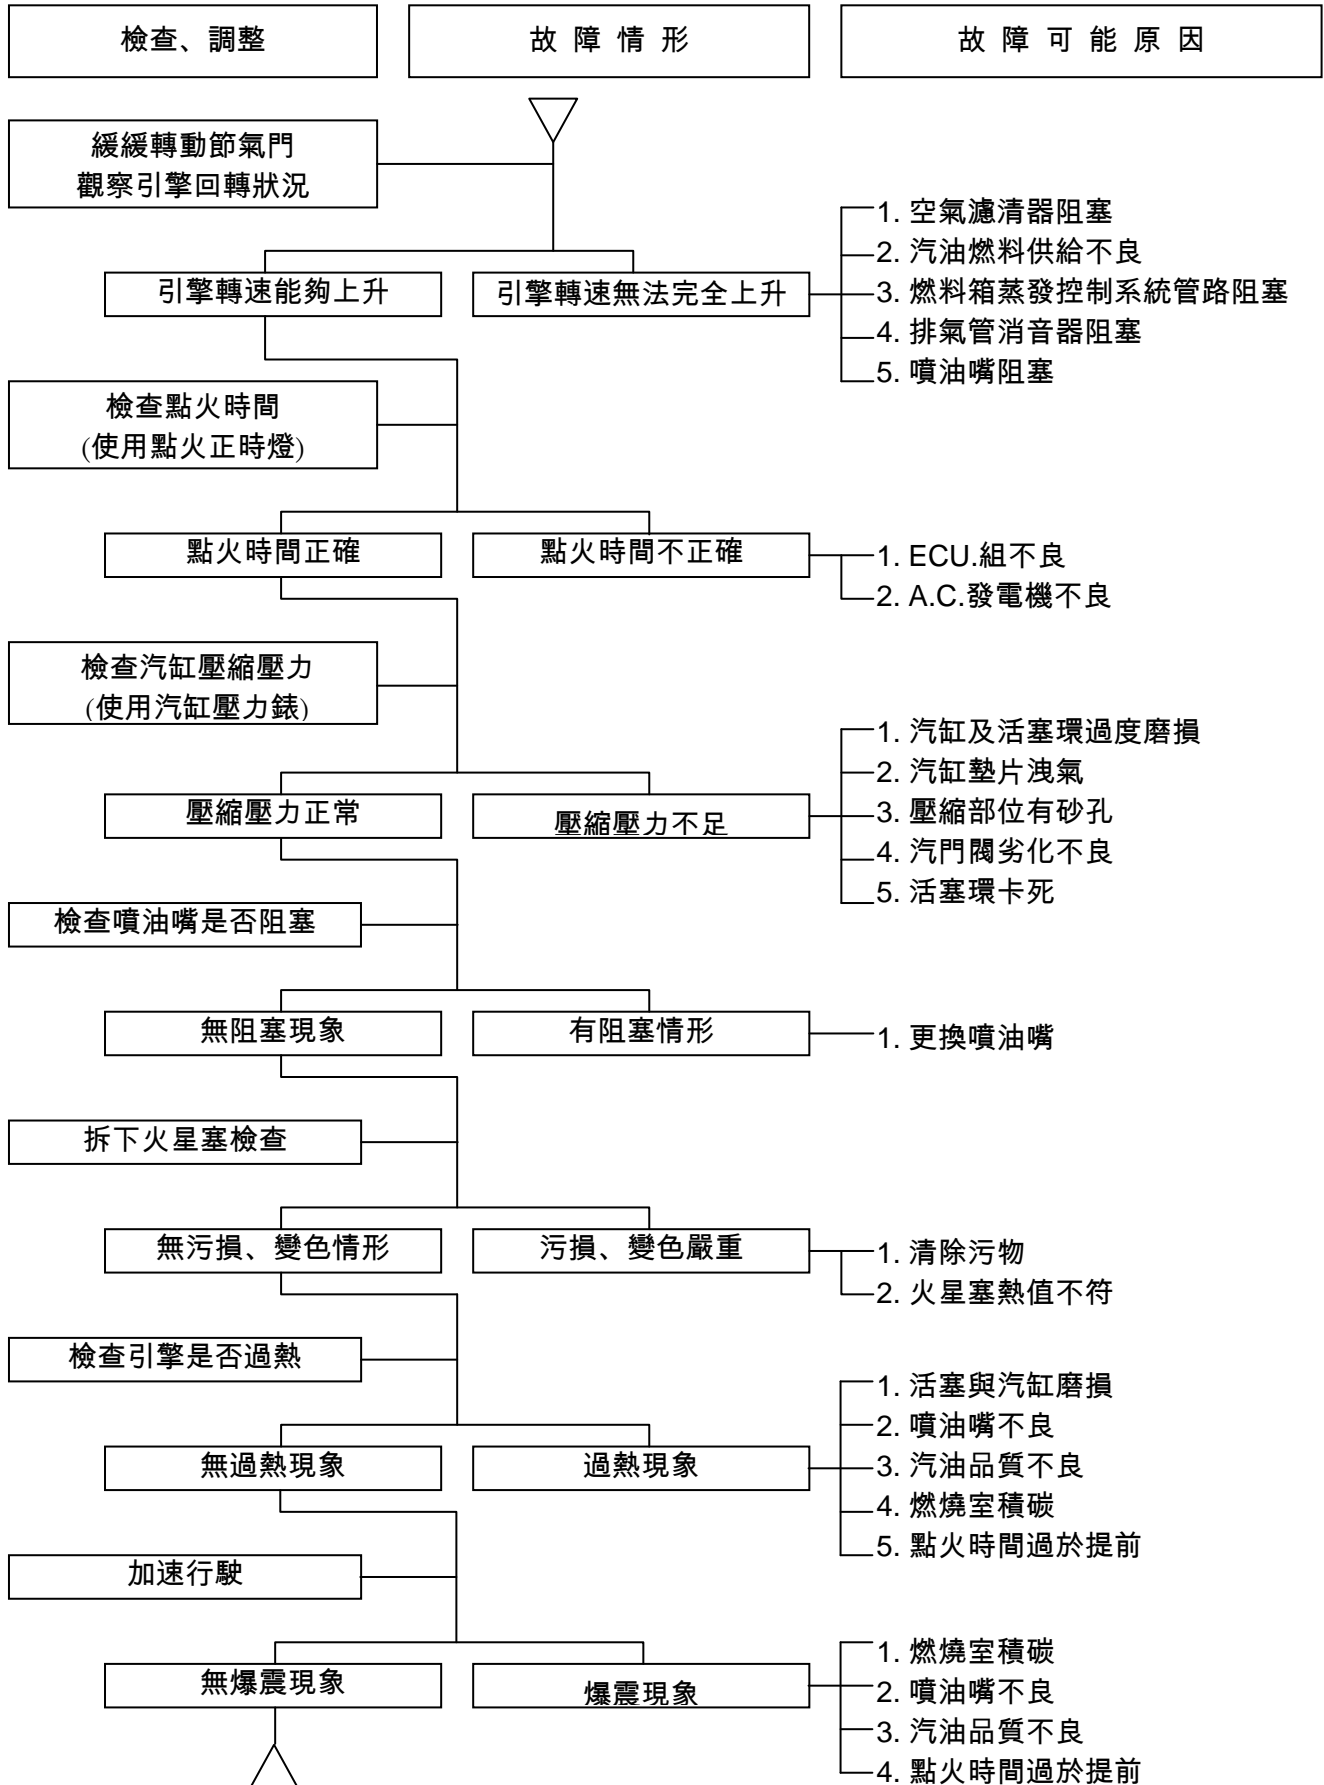 檢查、調整
故 障 情 形
故 障 可 能 原 因
緩緩轉動節氣門
觀察引擎回轉狀況
引擎轉速能夠上升
引擎轉速無法完全上升
1. 空氣濾清器阻塞
2. 汽油燃料供給不良
3. 燃料箱蒸發控制系統管路阻塞
4. 排氣管消音器阻塞
5. 噴油嘴阻塞
檢查點火時間
(使用點火正時燈)
點火時間正確
點火時間不正確
1. ECU.組不良
2. A.C.發電機不良
檢查汽缸壓縮壓力
(使用汽缸壓力錶)
壓縮壓力正常
壓縮壓力不足
1. 汽缸及活塞環過度磨損
2. 汽缸墊片洩氣
3. 壓縮部位有砂孔
4. 汽門閥劣化不良
5. 活塞環卡死
檢查噴油嘴是否阻塞
無阻塞現象
有阻塞情形
1. 更換噴油嘴
拆下火星塞檢查
無污損、變色情形
污損、變色嚴重
1. 清除污物
2. 火星塞熱值不符
檢查引擎是否過熱
無過熱現象
過熱現象
1. 活塞與汽缸磨損
2. 噴油嘴不良
3. 汽油品質不良
4. 燃燒室積碳
5. 點火時間過於提前
加速行駛
無爆震現象
爆震現象
1. 燃燒室積碳
2. 噴油嘴不良
3. 汽油品質不良
4. 點火時間過於提前